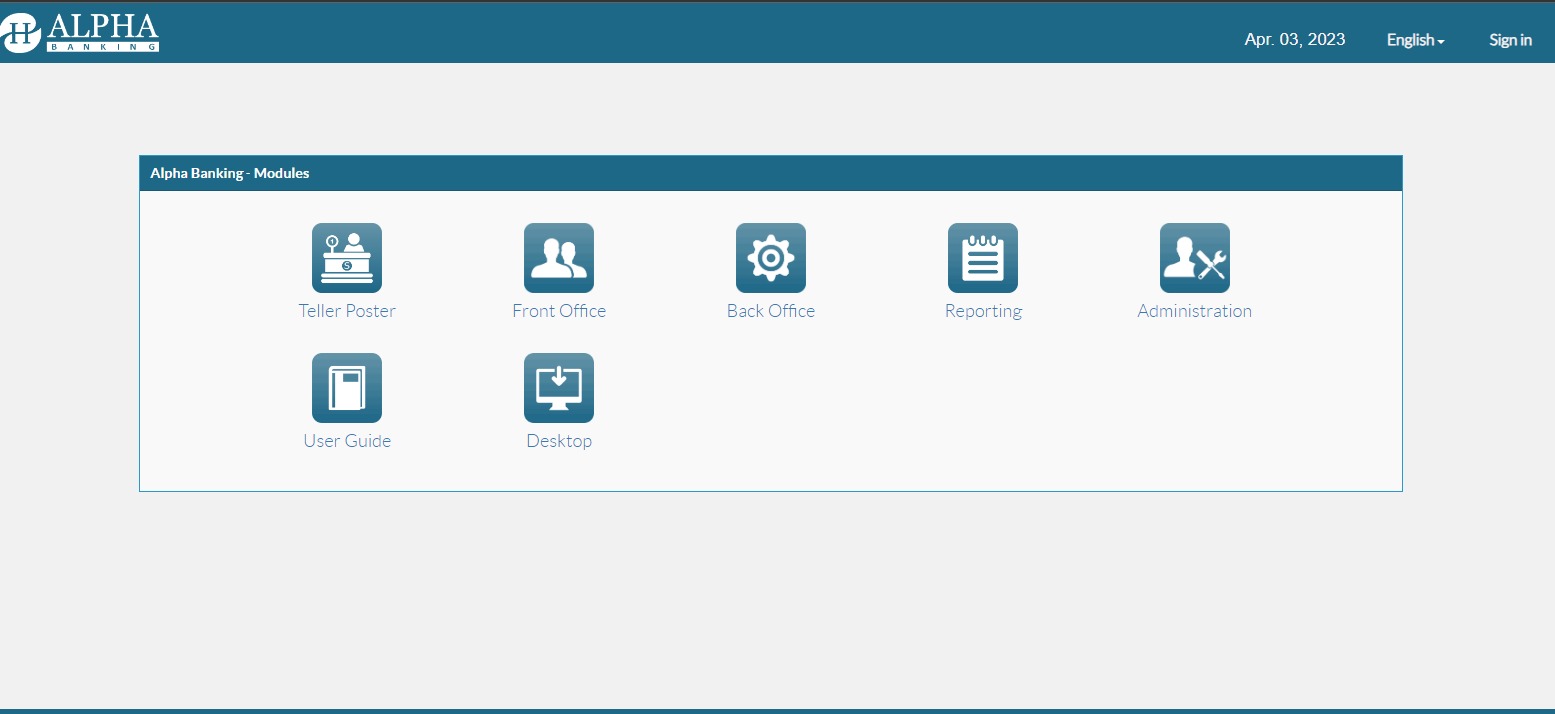 ALPHA
BANKING
Apr. 03, 2023 English Sign in
Alpha Banking - Modules
Teller Poster Front Office Back Office Reporting Administration
User Guide Desktop